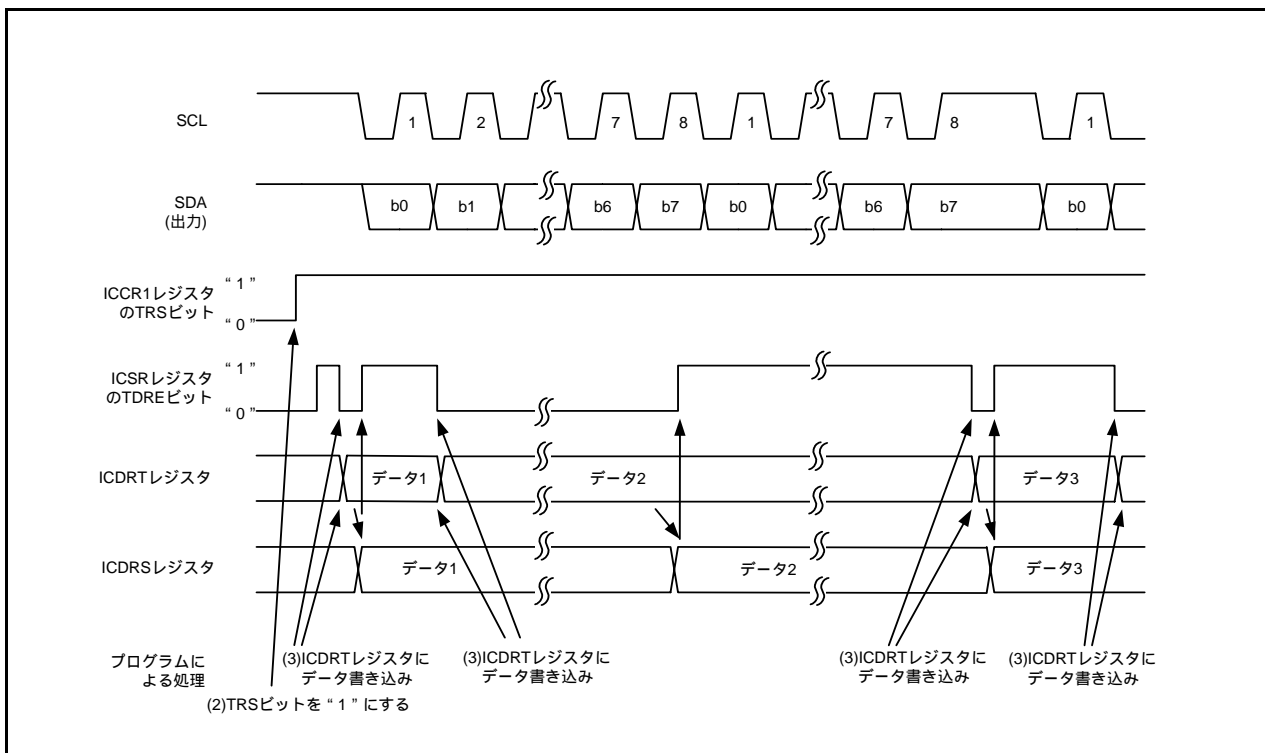 SCL
1 2 7 8 1 7 8 1
SDA
(出力)
b0 b1 b6 b7 b0 b6 b7 b0
ICCR1レジスタ
のTRSビット
“ 1 ”
“ 0 ”
ICSRレジスタ
のTDREビット
“ 1 ”
“ 0 ”
ICDRTレジスタ
データ1 データ2 データ3
ICDRSレジスタ
データ1 データ2 データ3
プログラムに
よる処理
(3)ICDRTレジスタに
データ書き込み
(3)ICDRTレジスタに
データ書き込み
(3)ICDRTレジスタに
データ書き込み
(3)ICDRTレジスタに
データ書き込み
(2)TRSビットを “ 1 ” にする